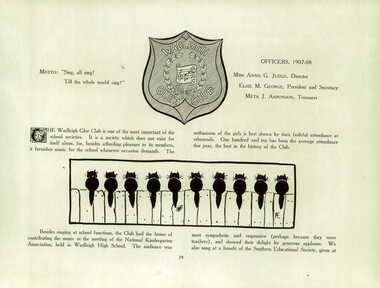 WADLEIGH
GLEE
CLUB
MOTTO: "Sing, all sing!
Till the whole world sing!"
OFFICERS, 1907-08
MISS ANNA G. JUDGE, Director
ELSIE M. GEORGE, President and Secretary
META J. AARONSON, Treasurer
THE Wadleigh Glee Club is one of the most important of the
school societies. It is a society which does not exist for
itself alone, for, besides affording pleasure to its members,
it furnishes music for the school whenever occasion demands. The
enthusiasm of the girls is best shown by their faithful attendance at
rehearsals. One hundred and ten has been the average attendance
this year, the best in the history of the Club.
Besides singing at school functions, the Club had the honor of
contributing the music at the meeting of the National Kindergarten
Association, held in Wadleigh High School. The audience was
most sympathetic and responsive (perhaps because they were
teachers), and showed their delight by generous applause. We
also sang at a benefit of the Southern Educational Society, given at